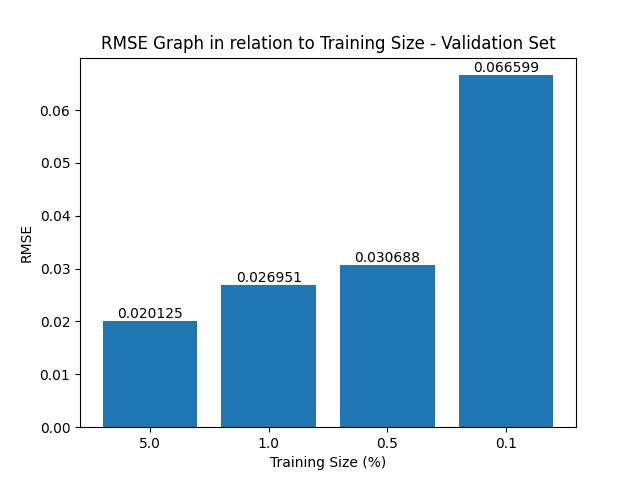 RMSE Graph in relation to Training Size - Validation Set
0.066599
0.06
0.05
0.04
0.030688
0.03
0.026951
0.020125
0.02
0.01
0.00
RMSE
5.0 1.0 0.5 0.1
Training Size (%)